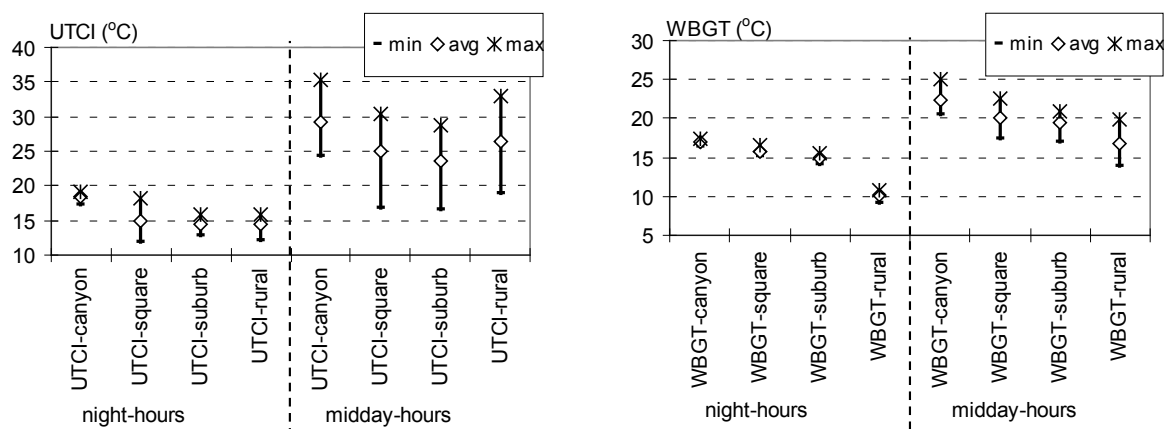 UTCI (°C)
min avg max
40
35
30
25
20
15
10
UTCI-canyon
UTCI-square
UTCI-suburb
UTCI-rural
UTCI-canyon
UTCI-square
UTCI-suburb
UTCI-rural
night-hours midday-hours
WBGT (°C)
min avg max
30
25
20
15
10
5
WBGT-canyon
WBGT-square
WBGT-suburb
WBGT-rural
WBGT-canyon
WBGT-square
WBGT-suburb
WBGT-rural
night-hours midday-hours